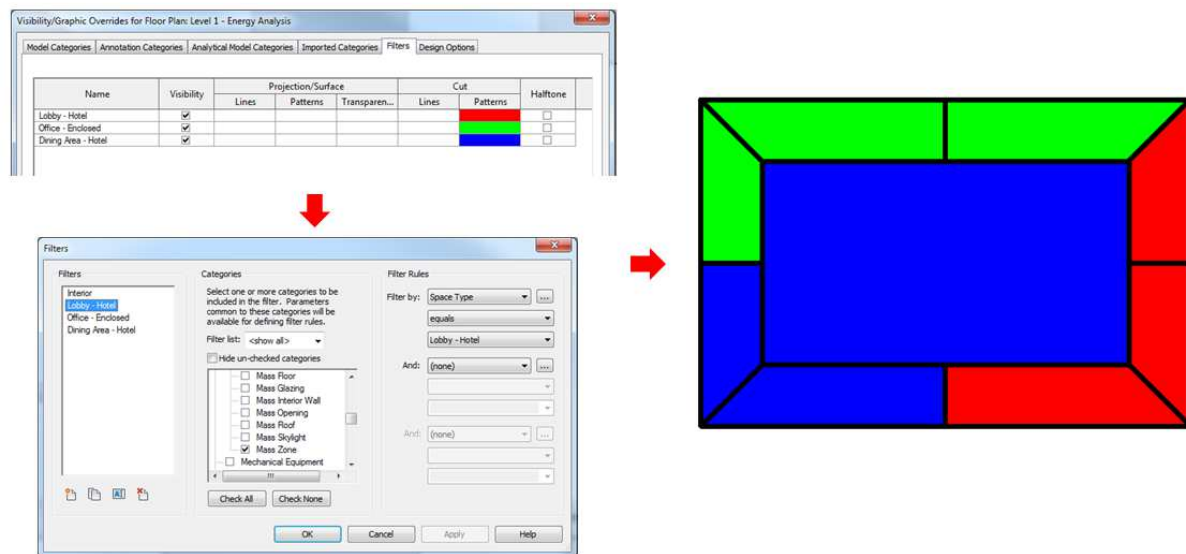 Visibility/Graphic Overrides for Floor Plan: Level 1 - Energy Analysis
Model Categories Annotation Categories Analytical Model Categories Imported Categories Filters Design Options
Name Visibility Projection/Surface Cut Halftone
Lines Patterns Transparen... Lines Patterns
Lobby - Hotel
Office - Enclosed
Dining Area - Hotel
Filters
Filters
Interior
Lobby - Hotel
Office - Enclosed
Dining Area - Hotel
Categories
Select one or more categories to be
included in the filter. Parameters
common to these categories will be
available for defining filter rules.
Filter list: <show all>
Hide un-checked categories
Mass Floor
Mass Glazing
Mass Interior Wall
Mass Opening
Mass Roof
Mass Skylight
Mass Zone
Mechanical Equipment
Check All Check None
Filter Rules
Filter by: Space Type ...
equals
Lobby - Hotel
And: (none) ...
And: (none) ...
OK Cancel Apply Help